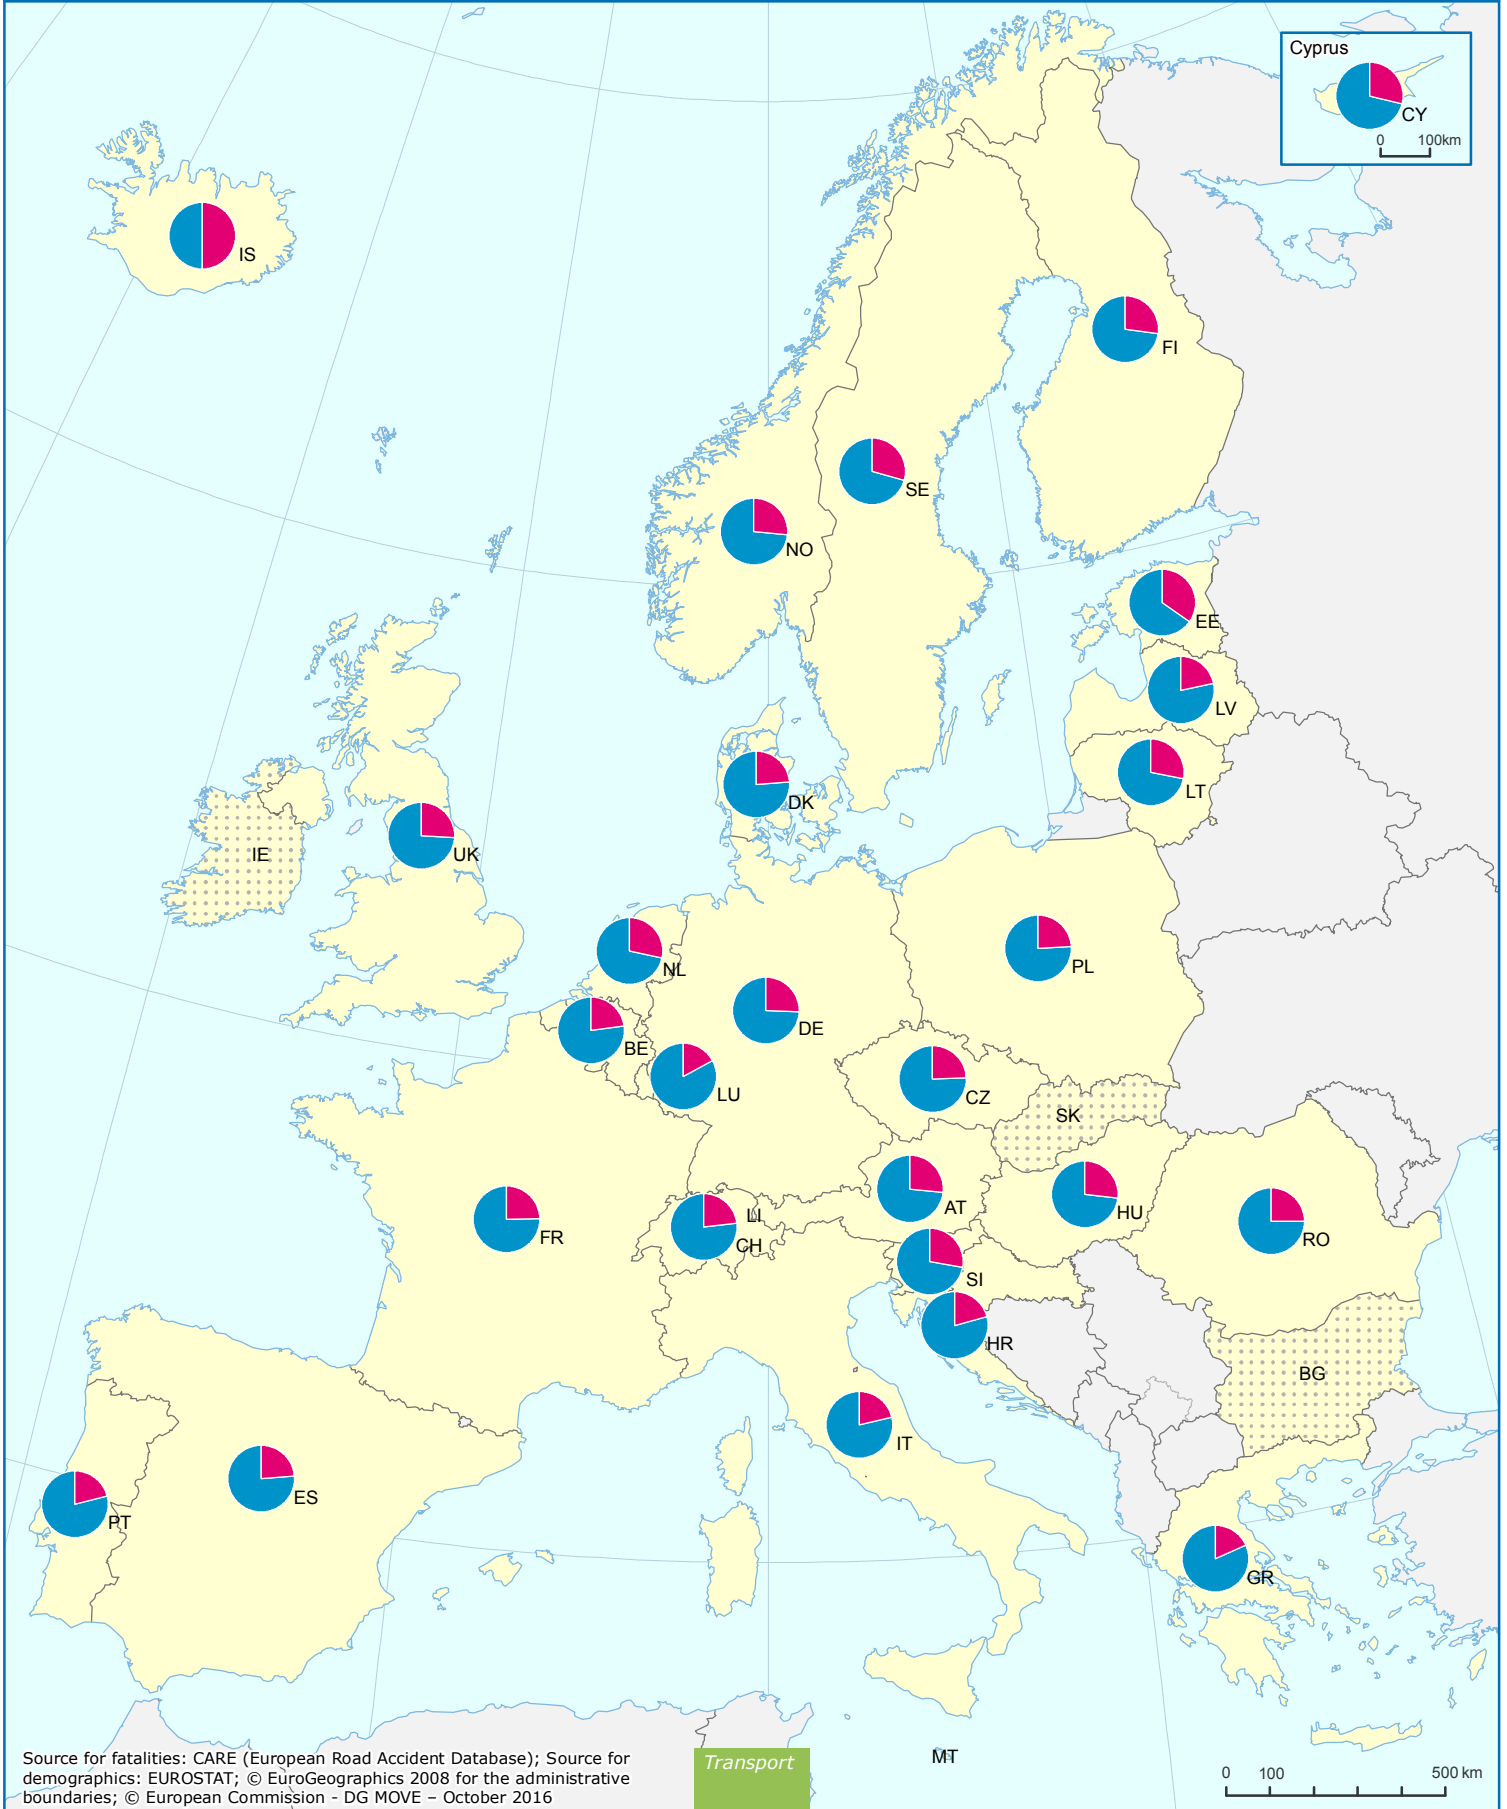 Cyprus
CY
0 100km
IS
FI
SE
NO
EE
LV
LT
DK
UK
IE
NL
PL
DE
BE
LU
CZ
SK
AT
HU
LI
CH
FR
RO
SI
HR
BG
IT
ES
PT
GR
MT
Source for fatalities: CARE (European Road Accident Database); Source for
demographics: EUROSTAT; © EuroGeographics 2008 for the administrative
boundaries; © European Commission - DG MOVE – October 2016
Transport
0 100 500 km